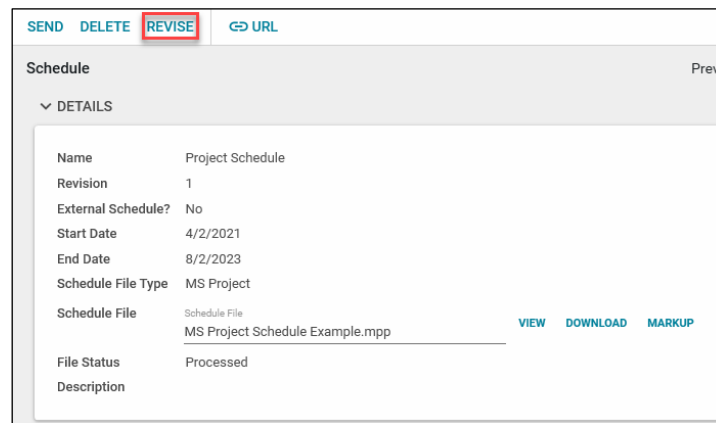 SEND DELETE REVISE URL
Schedule Prev
DETAILS
Name Project Schedule
Revision 1
External Schedule? No
Start Date 4/2/2021
End Date 8/2/2023
Schedule File Type MS Project
Schedule File Schedule File
MS Project Schedule Example.mpp VIEW DOWNLOAD MARKUP
File Status Processed
Description